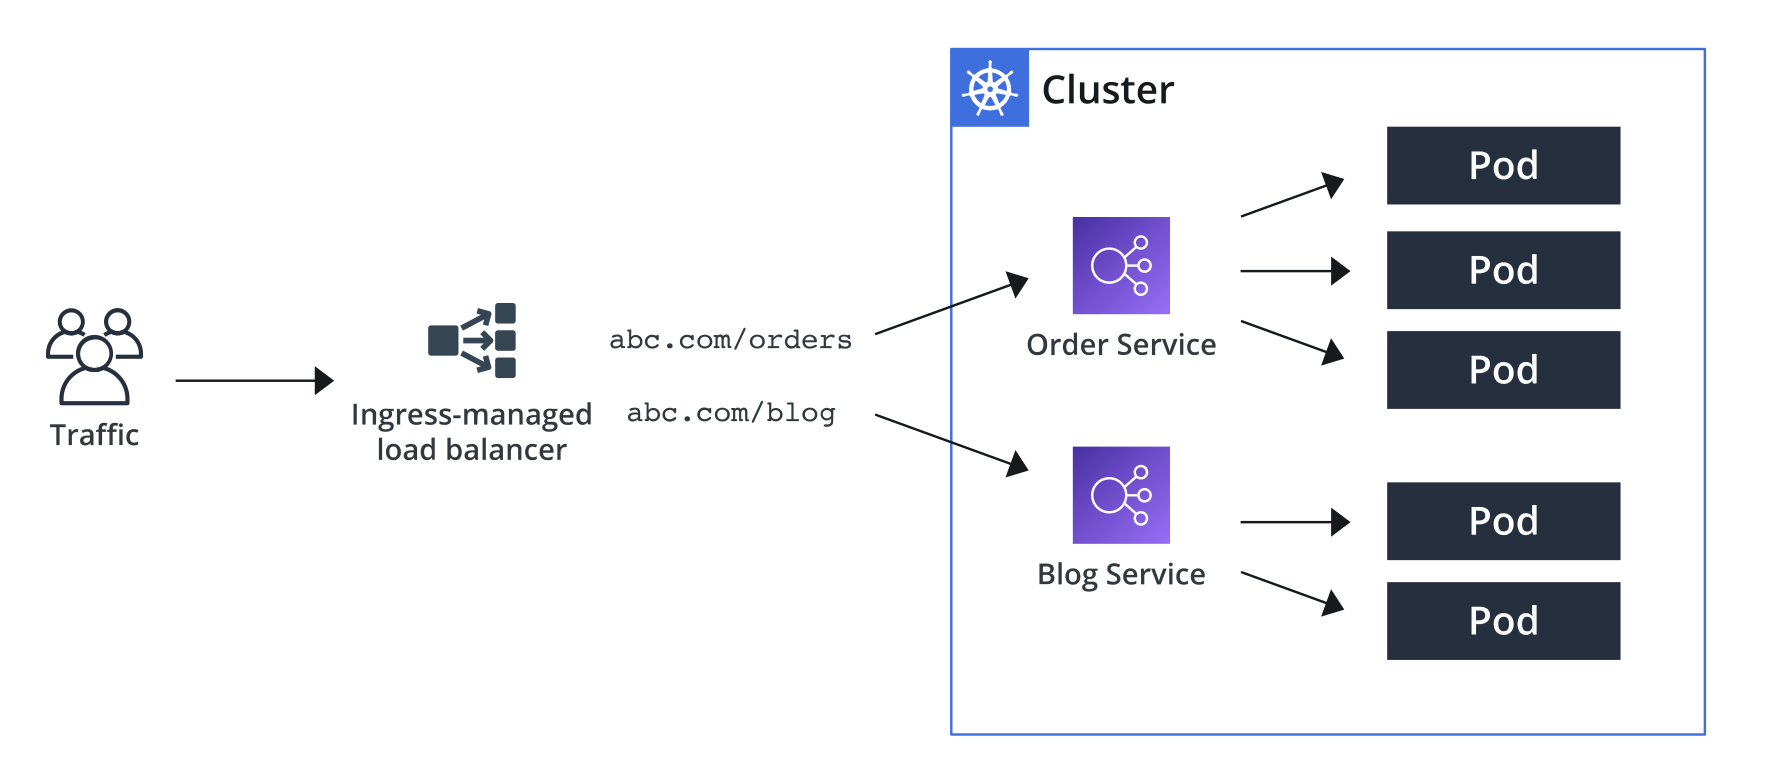 Cluster
Pod
Pod
Pod
Order Service
abc.com/orders
abc.com/blog
Ingress-managed
load balancer
Traffic
Blog Service
Pod
Pod